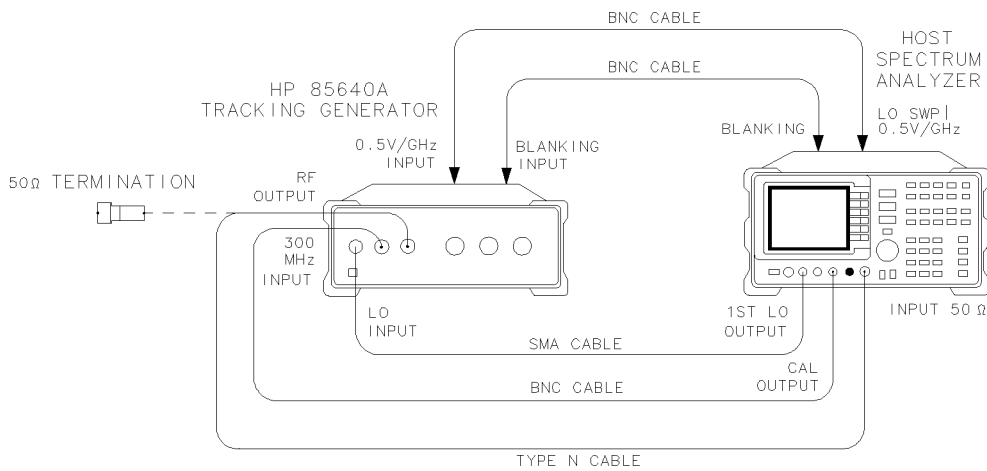 BNC CABLE
HOST
SPECTRUM
ANALYZER
BNC CABLE
HP 85640A
TRACKING GENERATOR
LO SWP|
0.5V/GHz
BLANKING
0.5V/GHz
INPUT
BLANKING
INPUT
50Ω TERMINATION
RF
OUTPUT
300
MHz
INPUT
LO
INPUT
1ST LO
OUTPUT
INPUT 50 Ω
SMA CABLE
CAL
OUTPUT
BNC CABLE
TYPE N CABLE